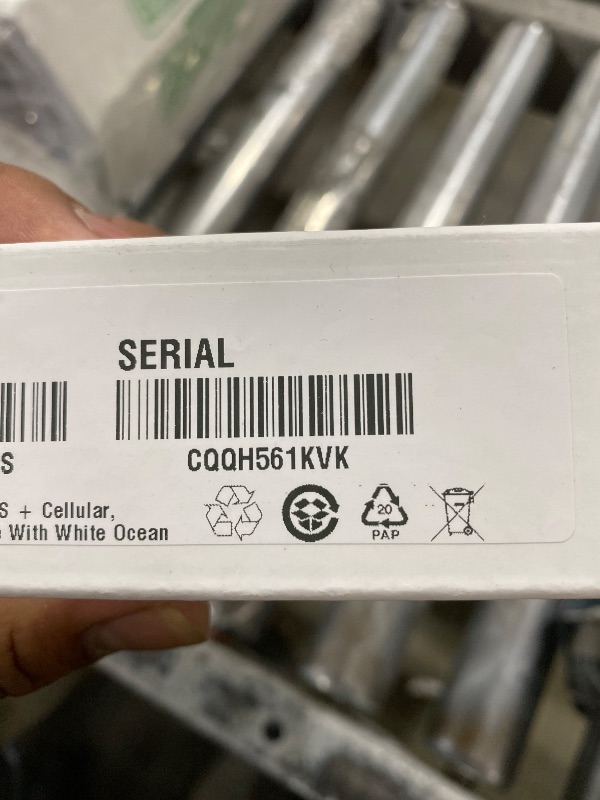 SERIAL
S
CQQH561KVK
S + Cellular,
With White Ocean
20
PAP